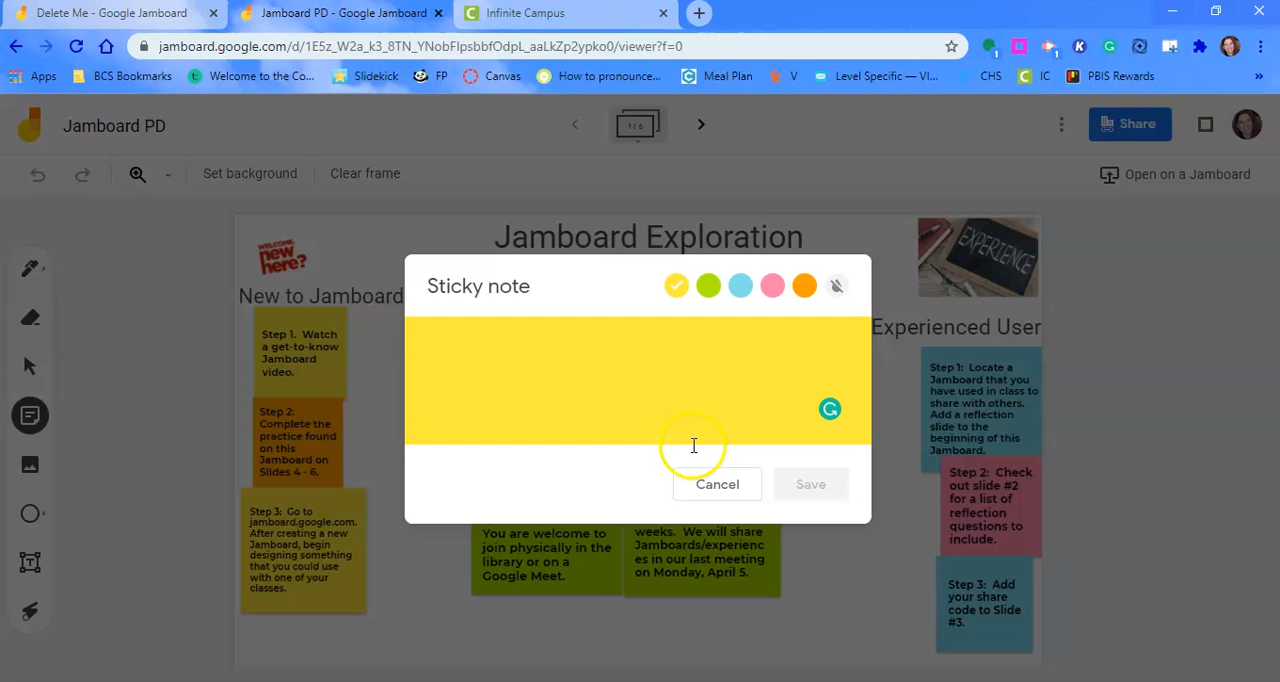 Delete Me - Google Jamboard
Jamboard PD - Google Jamboard
Infinite Campus
jamboard.google.com/d/1E5z_W2a_k3_8TN_YNobFIpsbbfOdpL_aaLkZp2ypko0/viewer?f=0
Apps
BCS Bookmarks
Welcome to the Co...
Slidekick
FP
Canvas
How to pronounce...
Meal Plan
V
Level Specific — VI...
CHS
IC
PBIS Rewards
Jamboard PD
1 / 6
Share
Set background
Clear frame
Open on a Jamboard
WELCOME
new
here?
Jamboard Exploration
EXPERIENCE
New to Jamboard
Experienced User
Sticky note
Cancel
Save
Step 1. Watch
a get-to-know
Jamboard
video.
Step 2:
Complete the
practice found
on this
Jamboard on
Slides 4 - 6.
Step 3: Go to
jamboard.google.com.
After creating a new
Jamboard, begin
designing something
that you could use
with one of your
classes.
You are welcome to
join physically in the
library or on a
Google Meet.
weeks. We will share
Jamboards/experienc
es in our last meeting
on Monday, April 5.
Step 1: Locate a
Jamboard that you
have used in class to
share with others.
Add a reflection
slide to the
beginning of this
Jamboard.
Step 2: Check
out slide #2
for a list of
reflection
questions to
include.
Step 3: Add
your share
code to Slide
#3.